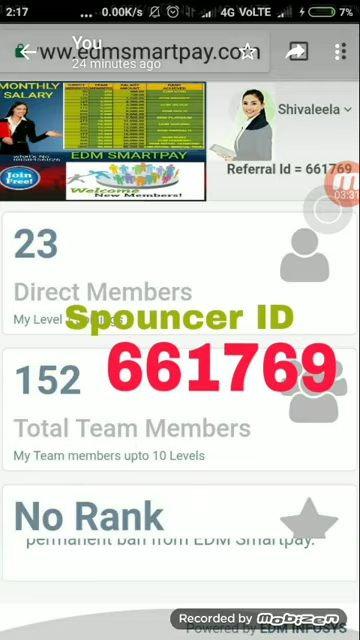 2:17
0.00K/s
4G VoLTE
7%
You
www.edmsmartpay.com
24 minutes ago
MONTHLY
SALARY
EDM SMARTPAY
Join
Free!
Welcome
New Members!
Shivaleela
Referral Id = 661769
03:31
23
Direct Members
My Level
Spouncer ID
661769
152
Total Team Members
My Team members upto 10 Levels
No Rank
permanent ban from EDM Smartpay.
Powered by EDM INFOSYS
Recorded by Mobizen